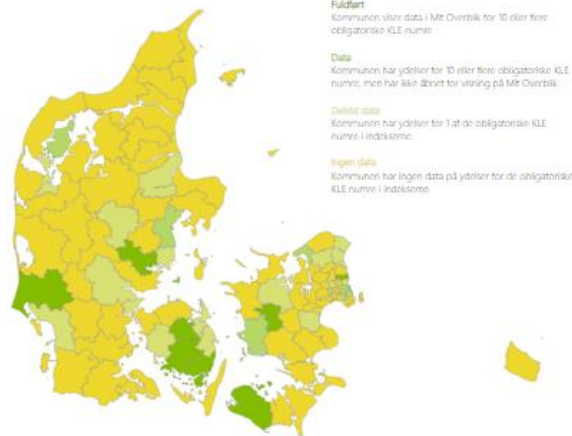 Fuldført
Kommunen viser data i Mit Overblik for 10 eller flere
obligatoriske KLE numre.
Data
Kommunen har ydelser for 10 eller flere obligatoriske KLE
numre, men har ikke åbnet for visning på Mit Overblik
Delvist data
Kommunen har ydelser for 1 af de obligatoriske KLE
numre i indekserne.
Ingen data
Kommunen har ingen data på ydelser for de obligatoriske
KLE numre i indekserne.